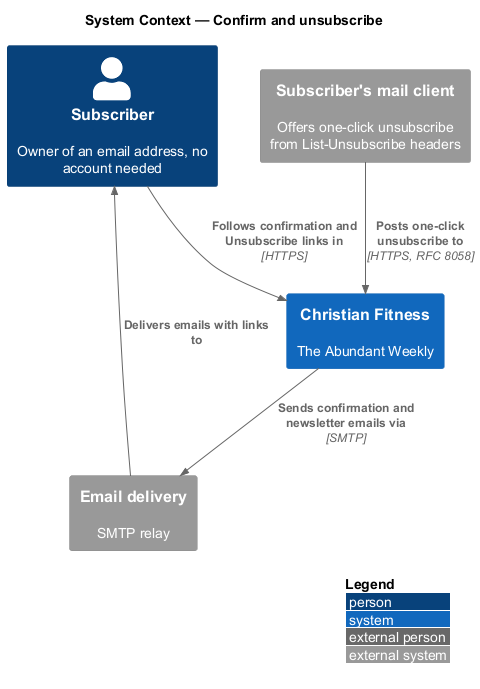 System Context — Confirm and unsubscribe
Subscriber
Owner of an email address, no
account needed
Subscriber's mail client
Offers one-click unsubscribe
from List-Unsubscribe headers
Follows confirmation and
Unsubscribe links in
[HTTPS]
Posts one-click
unsubscribe to
[HTTPS, RFC 8058]
Christian Fitness
The Abundant Weekly
Delivers emails with links
to
Sends confirmation and
newsletter emails via
[SMTP]
Email delivery
SMTP relay
Legend
person
system
external person
external system